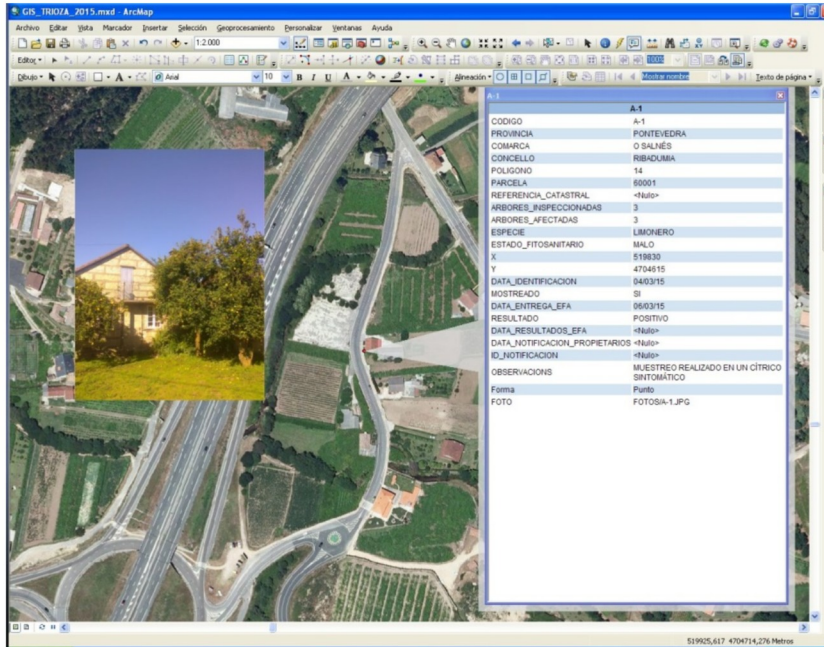 GIS_TRIOZA_2015.mxd - ArcMap
Archivo Editar Vista Marcador Insertar Selección Geoprocesamiento Personalizar Ventanas Ayuda
1:2.000
Editor
100%
Dibujo A Arial 10 N K S A Alineación Mostrar nombre Texto de página
A-1
A-1
CODIGO A-1
PROVINCIA PONTEVEDRA
COMARCA O SALNÉS
CONCELLO RIBADUMIA
POLIGONO 14
PARCELA 60001
REFERENCIA_CATASTRAL <Nulo>
ARBORES_INSPECCIONADAS 3
ARBORES_AFECTADAS 3
ESPECIE LIMONERO
ESTADO_FITOSANITARIO MALO
X 519830
Y 4704615
DATA_IDENTIFICACION 04/03/15
MOSTREADO SI
DATA_ENTREGA_EFA 06/03/15
RESULTADO POSITIVO
DATA_RESULTADOS_EFA <Nulo>
DATA_NOTIFICACION_PROPIETARIOS <Nulo>
ID_NOTIFICACION <Nulo>
OBSERVACIONS MUESTREO REALIZADO EN UN CÍTRICO
SINTOMÁTICO
Forma Punto
FOTO FOTOS/A-1.JPG
519925,617 4704714,276 Metros